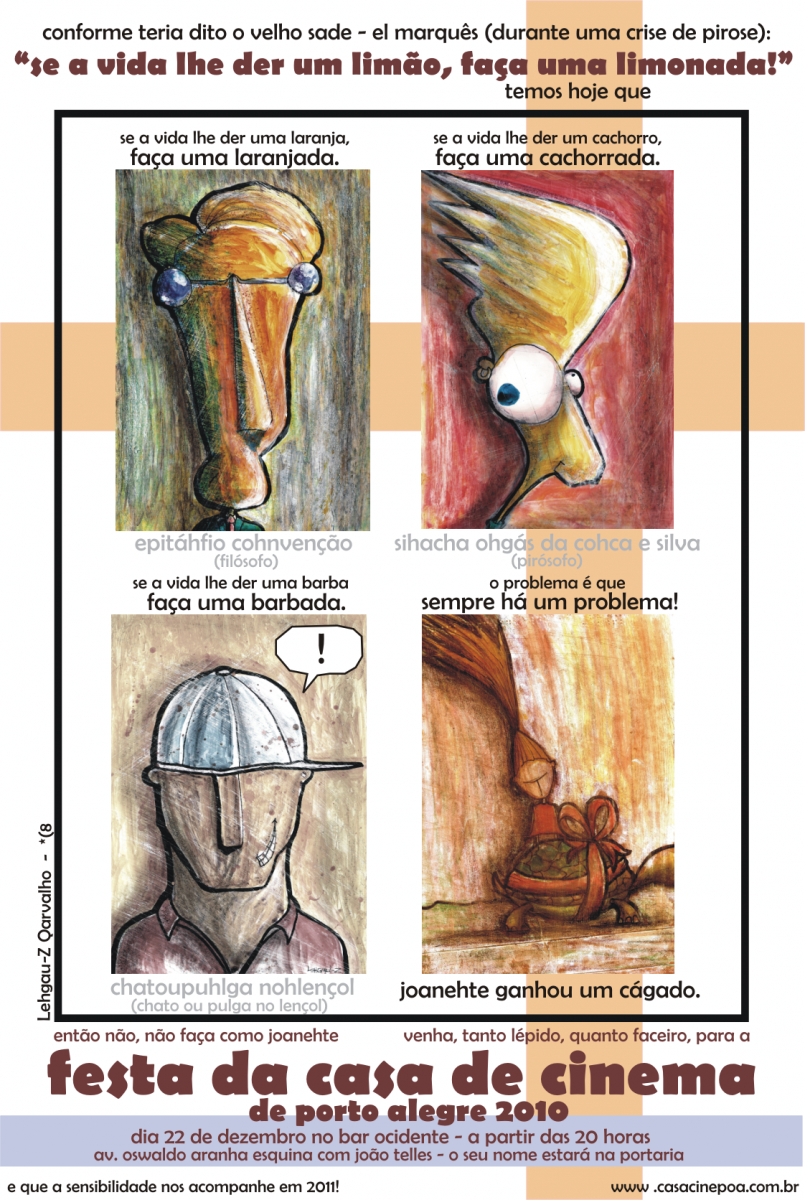 conforme teria dito o velho sade - el marquês (durante uma crise de pirose):
“se a vida lhe der um limão, faça uma limonada!”
temos hoje que
se a vida lhe der uma laranja,
faça uma laranjada.
se a vida lhe der um cachorro,
faça uma cachorrada.
epitáhfio cohnvenção
(filósofo)
sihacha ohgás da cohca e silva
(pirósofo)
se a vida lhe der uma barba
faça uma barbada.
o problema é que
sempre há um problema!
!
chatoupuhlga nohlençol
(chato ou pulga no lençol)
joanehte ganhou um cágado.
Lehgau-Z Qarvalho - *(8
então não, não faça como joanehte
venha, tanto lépido, quanto faceiro, para a
festa da casa de cinema
de porto alegre 2010
dia 22 de dezembro no bar ocidente - a partir das 20 horas
av. oswaldo aranha esquina com joão telles - o seu nome estará na portaria
e que a sensibilidade nos acompanhe em 2011!
www .casacinepoa.com.br